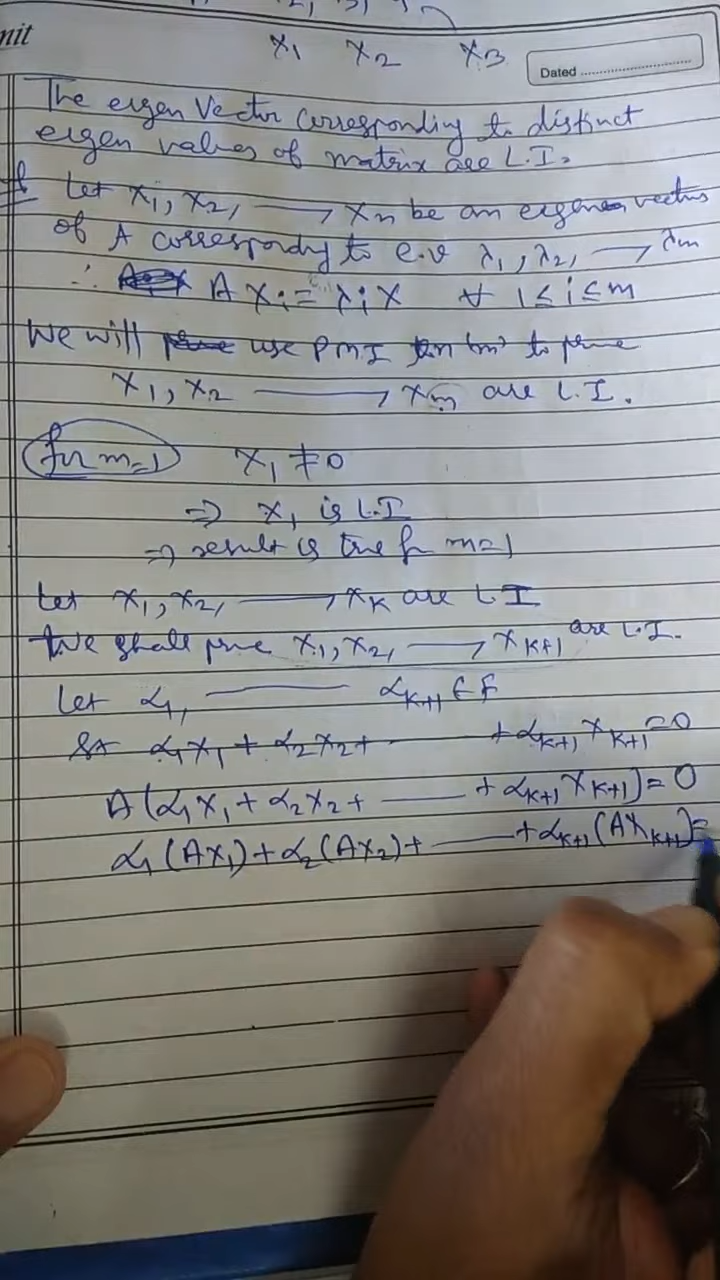 nit
x1 x2 x3
Dated
The eigen Vector corresponding to distinct
eigen values of matrix are L.I.
Let x1, x2, ⟶ xn be an eigen vectors
of A correspondg to e.v λ1, λ2, ⟶ λm
∴ A Xi = λiX ∀ 1≤i≤m
We will use PMI on 'm' to prove
x1, x2 ⟶ xm are L.I.
for m=1 x1 ≠ 0
⇒ x1 is L.I
⇒ result is true for m=1
Let x1, x2, ⟶ xK are L I
We shall prove x1, x2, ⟶ xK+1 are L.I.
Let α1, — αK+1 ∈ F
St α1x1 + α2x2 + — + αK+1 xK+1 = 0
A(α1x1 + α2x2 + — + αK+1 xK+1) = 0
α1(Ax1) + α2(Ax2) + — + αK+1(AxK+1) =